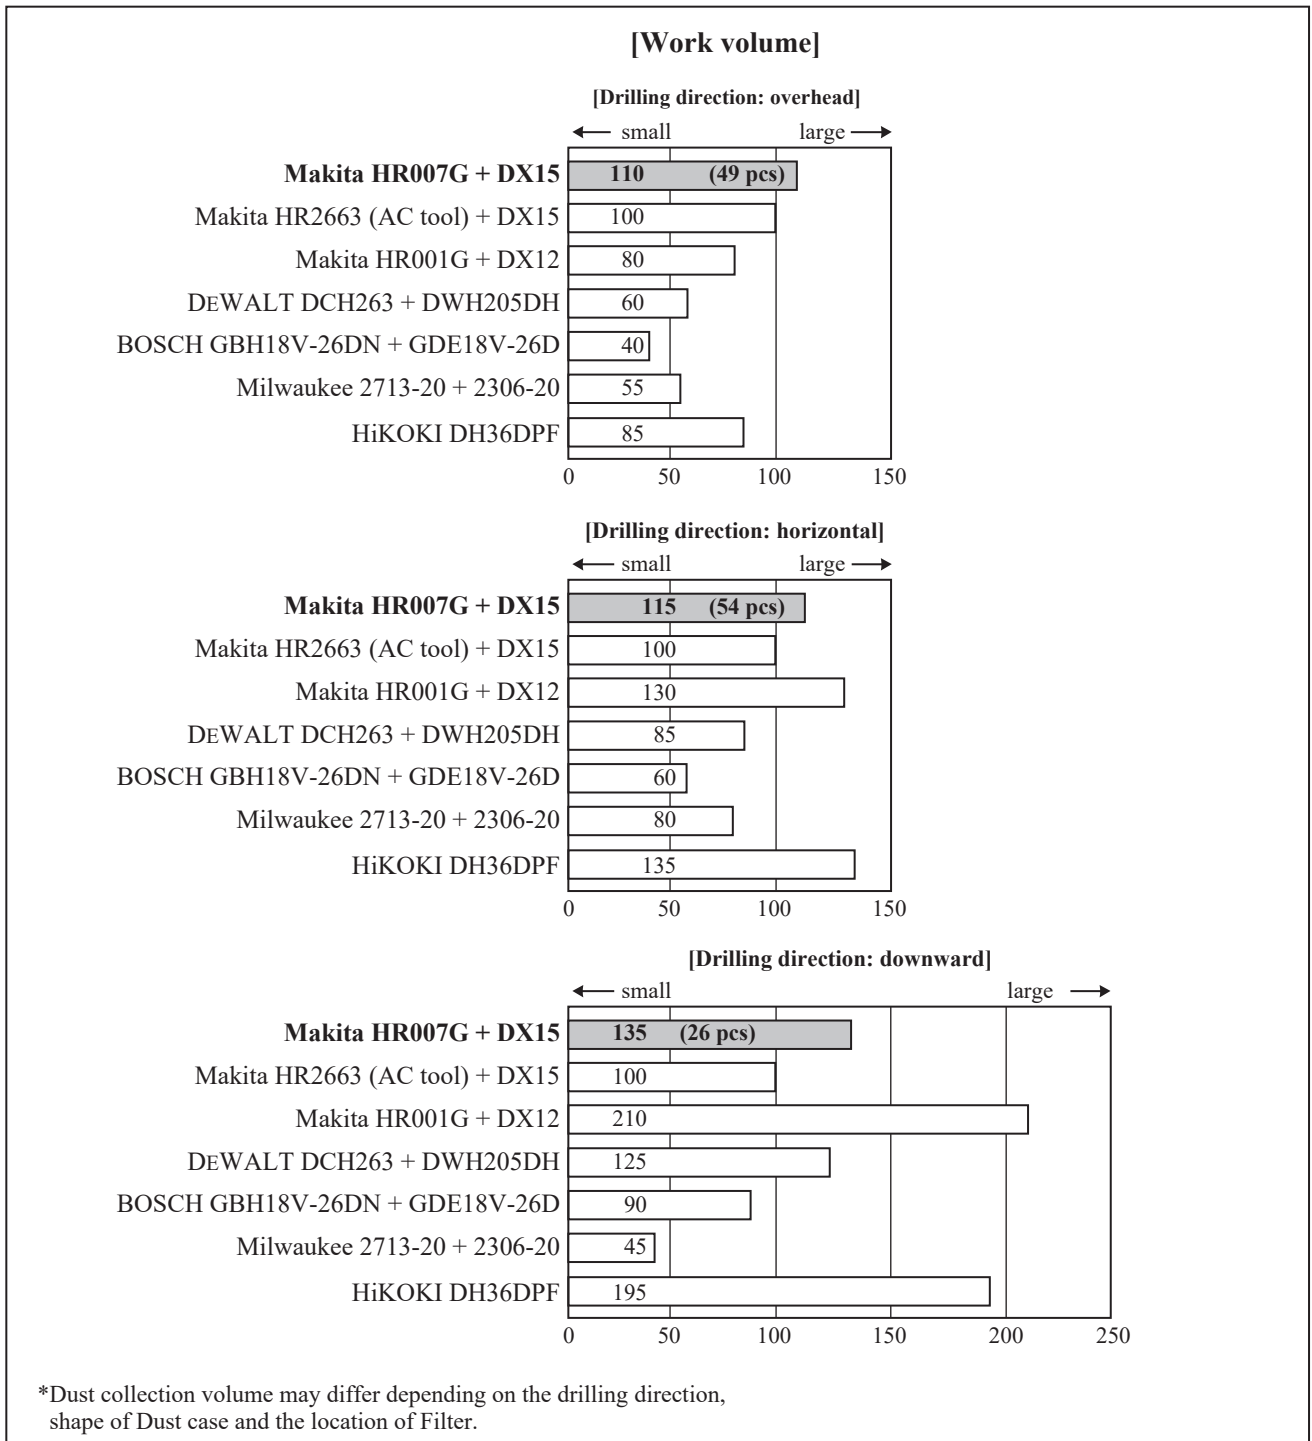 [Work volume]
[Drilling direction: overhead]
← small large →
Makita HR007G + DX15 110 (49 pcs)
Makita HR2663 (AC tool) + DX15 100
Makita HR001G + DX12 80
DEWALT DCH263 + DWH205DH 60
BOSCH GBH18V-26DN + GDE18V-26D 40
Milwaukee 2713-20 + 2306-20 55
HiKOKI DH36DPF 85
0 50 100 150
[Drilling direction: horizontal]
← small large →
Makita HR007G + DX15 115 (54 pcs)
Makita HR2663 (AC tool) + DX15 100
Makita HR001G + DX12 130
DEWALT DCH263 + DWH205DH 85
BOSCH GBH18V-26DN + GDE18V-26D 60
Milwaukee 2713-20 + 2306-20 80
HiKOKI DH36DPF 135
0 50 100 150
[Drilling direction: downward]
← small large →
Makita HR007G + DX15 135 (26 pcs)
Makita HR2663 (AC tool) + DX15 100
Makita HR001G + DX12 210
DEWALT DCH263 + DWH205DH 125
BOSCH GBH18V-26DN + GDE18V-26D 90
Milwaukee 2713-20 + 2306-20 45
HiKOKI DH36DPF 195
0 50 100 150 200 250
*Dust collection volume may differ depending on the drilling direction,
shape of Dust case and the location of Filter.